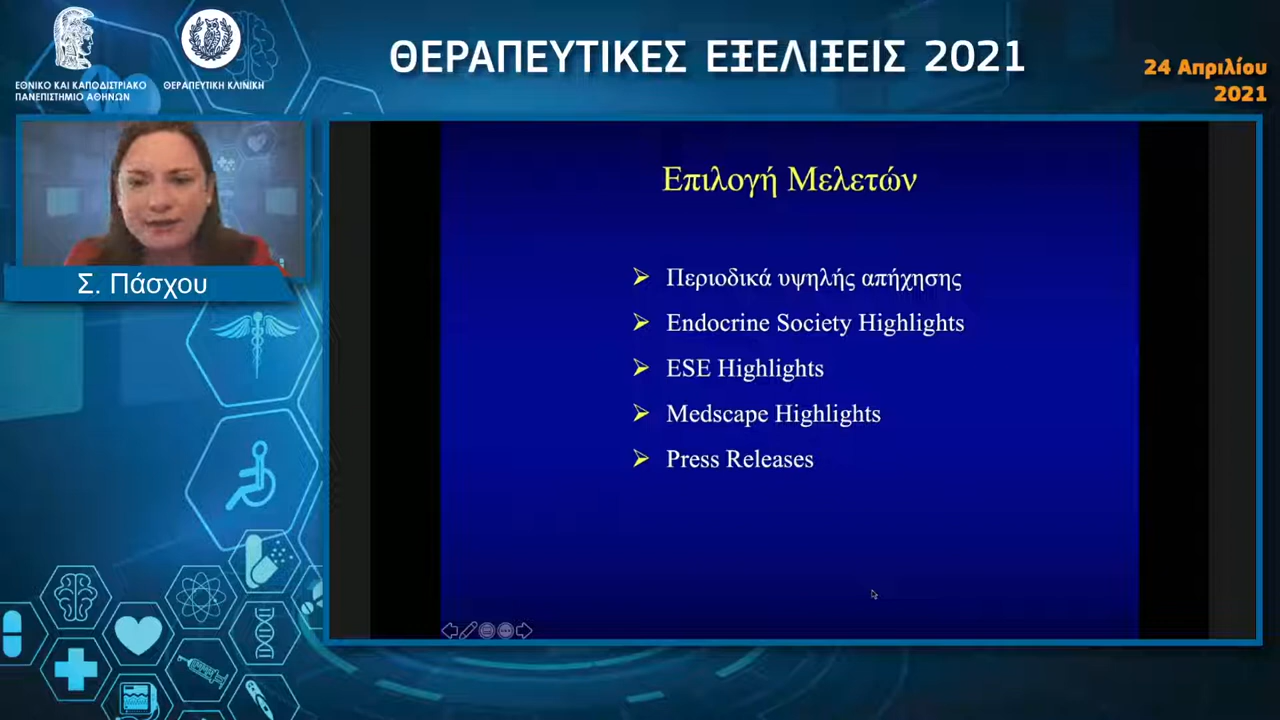 ΕΘΝΙΚΟ ΚΑΙ ΚΑΠΟΔΙΣΤΡΙΑΚΟ
ΠΑΝΕΠΙΣΤΗΜΙΟ ΑΘΗΝΩΝ
ΘΕΡΑΠΕΥΤΙΚΗ ΚΛΙΝΙΚΗ
ΘΕΡΑΠΕΥΤΙΚΕΣ ΕΞΕΛΙΞΕΙΣ 2021
24 Απριλίου
2021
Σ. Πάσχου
Επιλογή Μελετών
Περιοδικά υψηλής απήχησης
Endocrine Society Highlights
ESE Highlights
Medscape Highlights
Press Releases